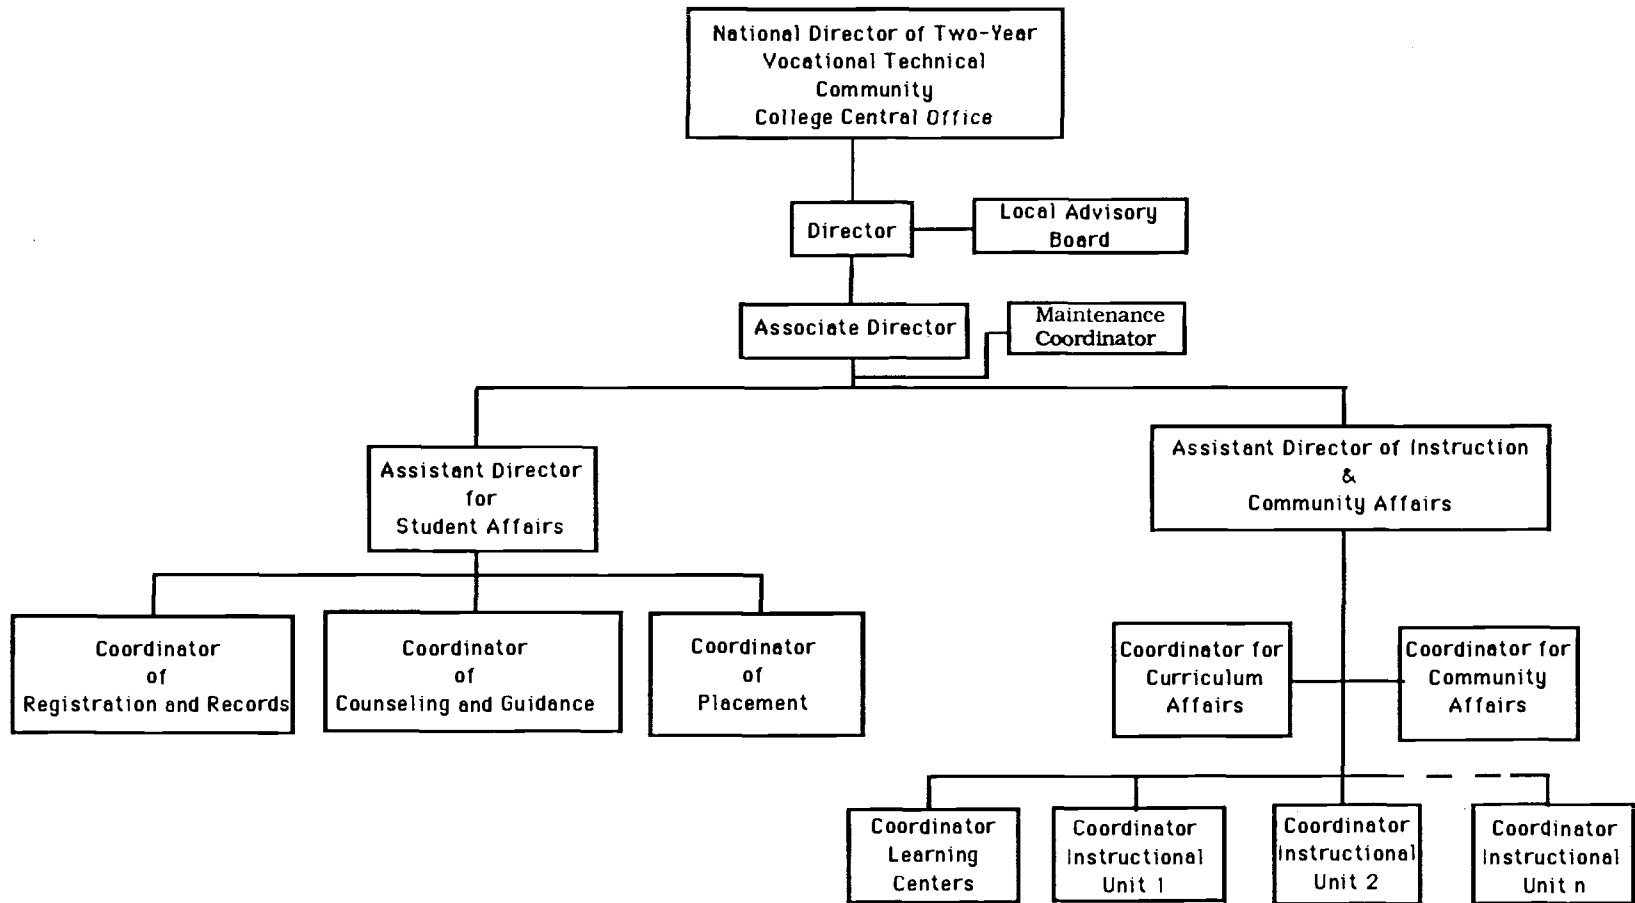 National Director of Two-Year
Vocational Technical
Community
College Central Office
Director
Local Advisory
Board
Associate Director
Maintenance
Coordinator
Assistant Director
for
Student Affairs
Assistant Director of Instruction
&
Community Affairs
Coordinator
of
Registration and Records
Coordinator
of
Counseling and Guidance
Coordinator
of
Placement
Coordinator for
Curriculum
Affairs
Coordinator for
Community
Affairs
Coordinator
Learning
Centers
Coordinator
Instructional
Unit 1
Coordinator
Instructional
Unit 2
Coordinator
Instructional
Unit n